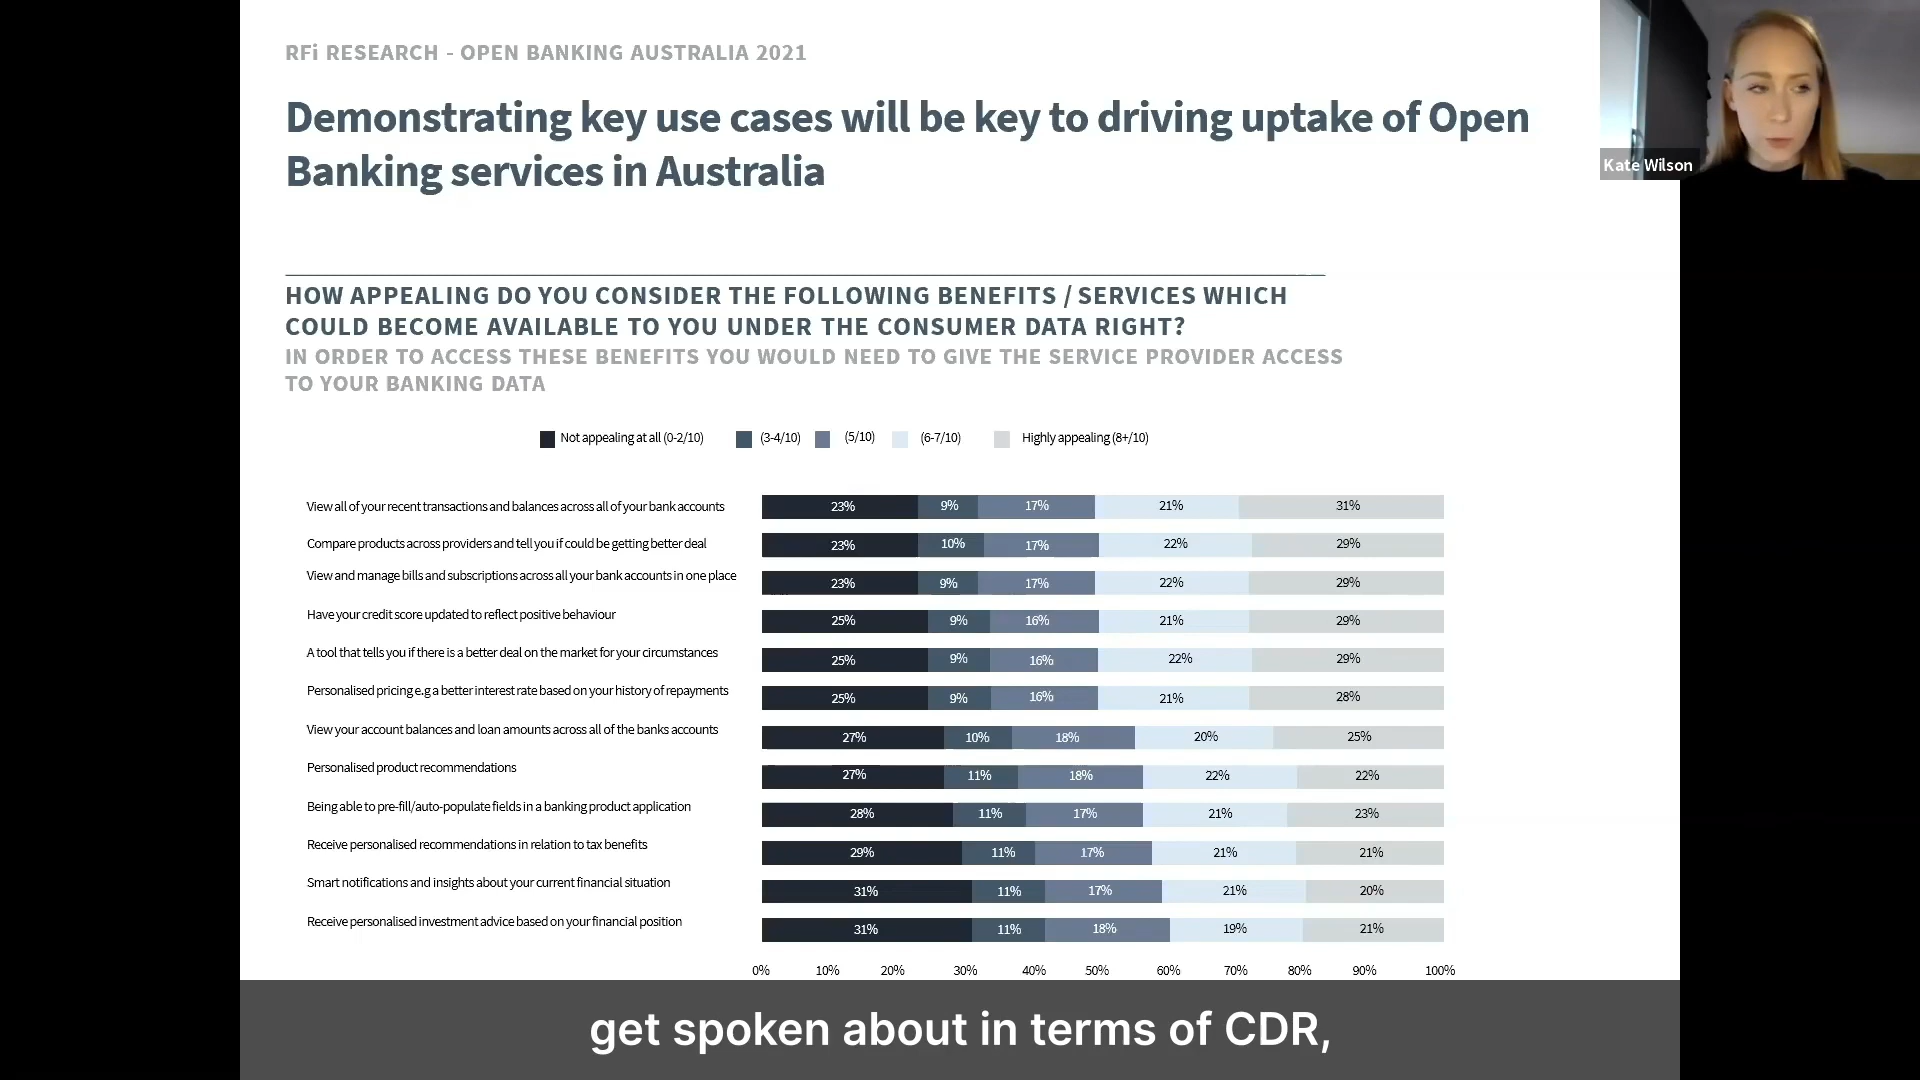 RFi RESEARCH - OPEN BANKING AUSTRALIA 2021
Demonstrating key use cases will be key to driving uptake of Open
Banking services in Australia
Kate Wilson
HOW APPEALING DO YOU CONSIDER THE FOLLOWING BENEFITS / SERVICES WHICH
COULD BECOME AVAILABLE TO YOU UNDER THE CONSUMER DATA RIGHT?
IN ORDER TO ACCESS THESE BENEFITS YOU WOULD NEED TO GIVE THE SERVICE PROVIDER ACCESS
TO YOUR BANKING DATA
Not appealing at all (0-2/10) (3-4/10) (5/10) (6-7/10) Highly appealing (8+/10)
View all of your recent transactions and balances across all of your bank accounts 23% 9% 17% 21% 31%
Compare products across providers and tell you if could be getting better deal 23% 10% 17% 22% 29%
View and manage bills and subscriptions across all your bank accounts in one place 23% 9% 17% 22% 29%
Have your credit score updated to reflect positive behaviour 25% 9% 16% 21% 29%
A tool that tells you if there is a better deal on the market for your circumstances 25% 9% 16% 22% 29%
Personalised pricing e.g a better interest rate based on your history of repayments 25% 9% 16% 21% 28%
View your account balances and loan amounts across all of the banks accounts 27% 10% 18% 20% 25%
Personalised product recommendations 27% 11% 18% 22% 22%
Being able to pre-fill/auto-populate fields in a banking product application 28% 11% 17% 21% 23%
Receive personalised recommendations in relation to tax benefits 29% 11% 17% 21% 21%
Smart notifications and insights about your current financial situation 31% 11% 17% 21% 20%
Receive personalised investment advice based on your financial position 31% 11% 18% 19% 21%
0% 10% 20% 30% 40% 50% 60% 70% 80% 90% 100%
get spoken about in terms of CDR,